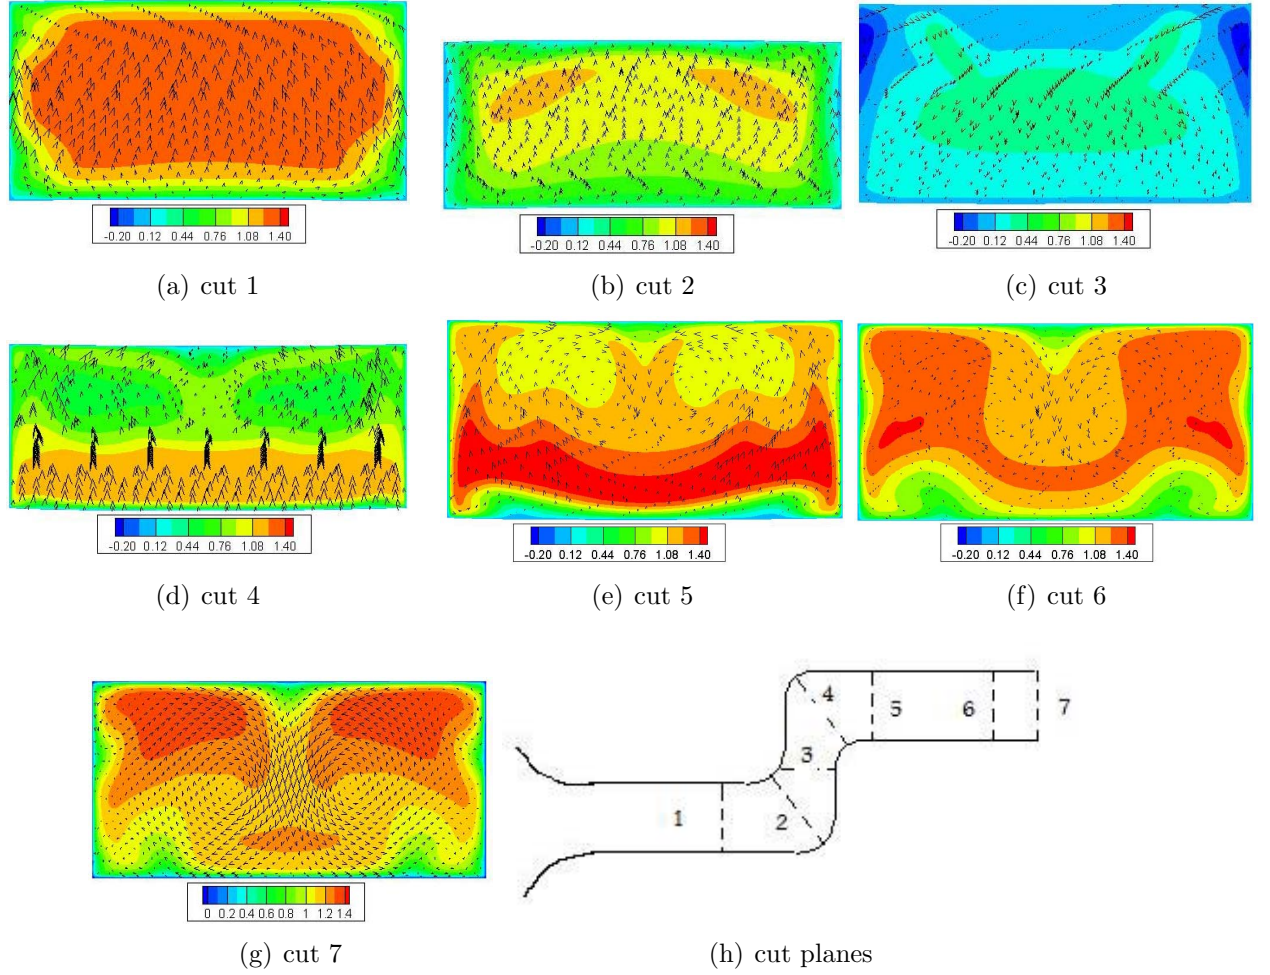 -0.20 0.12 0.44 0.76 1.08 1.40
-0.20 0.12 0.44 0.76 1.08 1.40
-0.20 0.12 0.44 0.76 1.08 1.40
(a) cut 1
(b) cut 2
(c) cut 3
-0.20 0.12 0.44 0.76 1.08 1.40
-0.20 0.12 0.44 0.76 1.08 1.40
-0.20 0.12 0.44 0.76 1.08 1.40
(d) cut 4
(e) cut 5
(f) cut 6
0 0.2 0.4 0.6 0.8 1 1.2 1.4
1
2
3
4
5
6
7
(g) cut 7
(h) cut planes